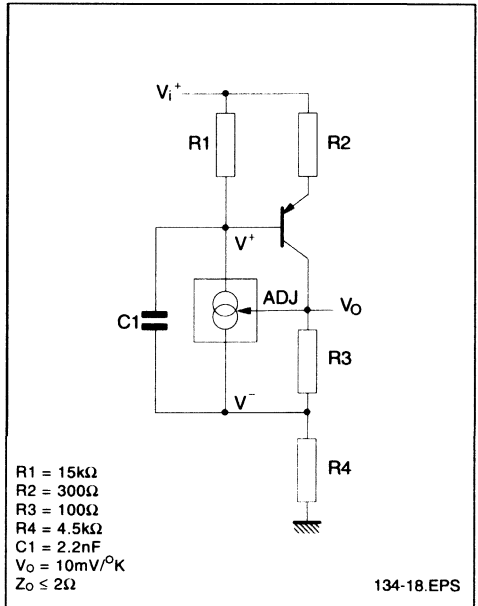 Vi+
R1
R2
V+
ADJ
VO
C1
R3
V−
R4
R1 = 15kΩ
R2 = 300Ω
R3 = 100Ω
R4 = 4.5kΩ
C1 = 2.2nF
VO = 10mV/°K
ZO ≤ 2Ω
134-18.EPS